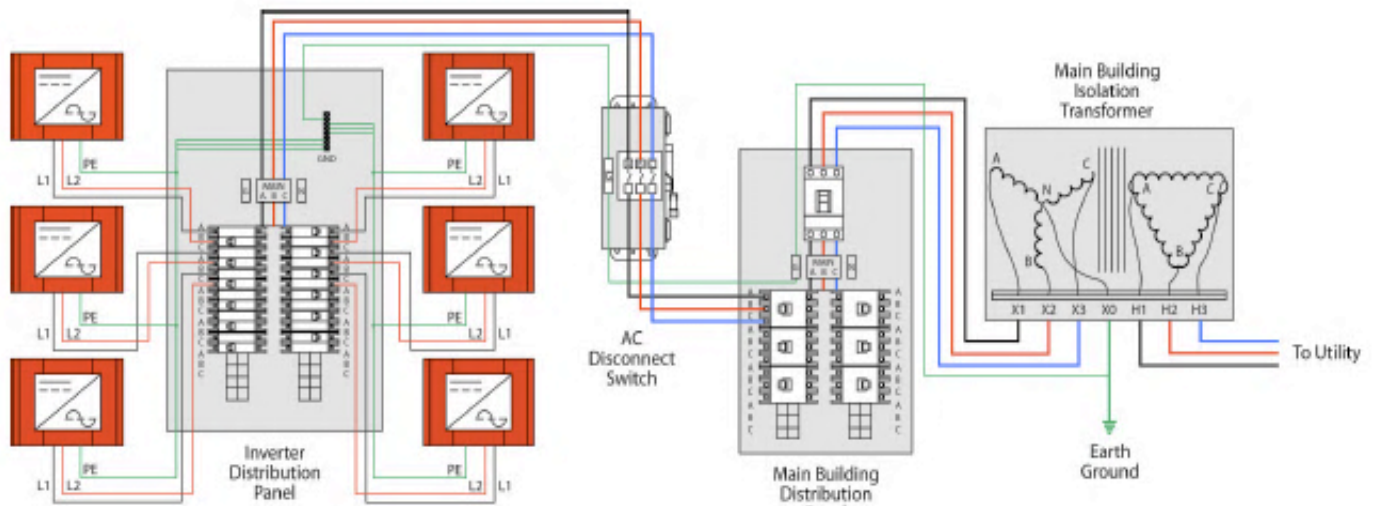 PE
L1 L2
PE
L2 L1
PE
L1 L2
PE
L2 L1
PE
L1 L2
PE
L2 L1
GND
MAIN
A B C
N
A
B
C
A
B
C
A
B
C
A
B
C
A
B
C
Inverter
Distribution
Panel
AC
Disconnect
Switch
MAIN
A B C
N
A
B
C
A
B
C
A
B
C
A
B
C
Main Building
Distribution
Main Building
Isolation
Transformer
A
N
C
B
A
C
B
X1 X2 X3 X0 H1 H2 H3
To Utility
Earth
Ground